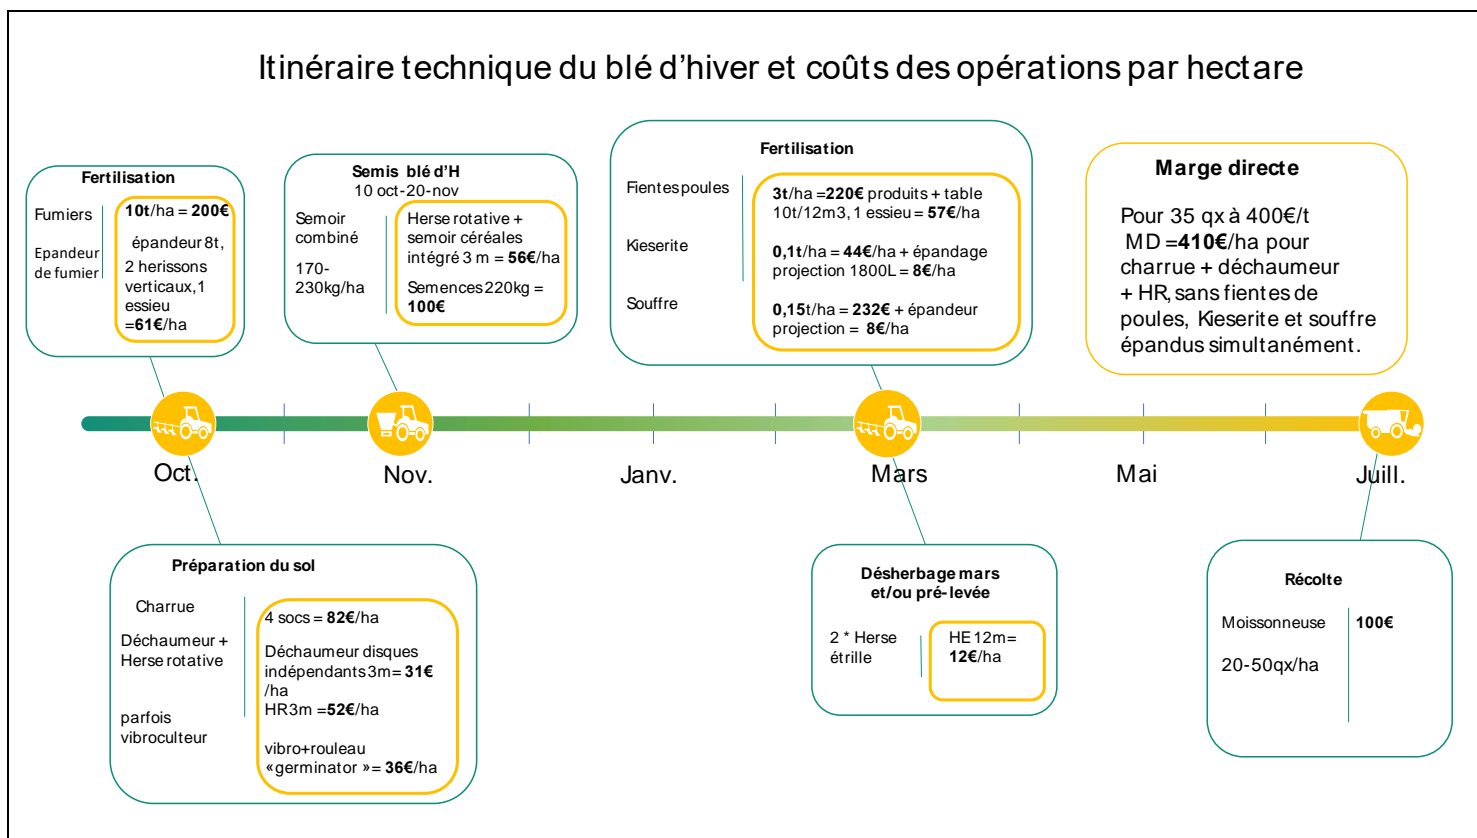 Itinéraire technique du blé d’hiver et coûts des opérations par hectare
Fertilisation
Fumiers
Epandeur
de fumier
10t/ha = 200€
épandeur 8t,
2 herissons
verticaux, 1
essieu
=61€/ha
Semis blé d’H
10 oct-20-nov
Semoir
combiné
170-
230kg/ha
Herse rotative +
semoir céréales
intégré 3 m = 56€/ha
Semences 220kg =
100€
Fertilisation
Fientes poules
3t/ha =220€ produits + table
10t/12m3, 1 essieu = 57€/ha
Kieserite
0,1t/ha = 44€/ha + épandage
projection 1800L = 8€/ha
Souffre
0,15t/ha = 232€ + épandeur
projection = 8€/ha
Marge directe
Pour 35 qx à 400€/t
MD =410€/ha pour
charrue + déchaumeur
+ HR, sans fientes de
poules, Kieserite et souffre
épandus simultanément.
Oct.
Nov.
Janv.
Mars
Mai
Juill.
Préparation du sol
Charrue
Déchaumeur +
Herse rotative
parfois
vibroculteur
4 socs = 82€/ha
Déchaumeur disques
indépendants 3m= 31€
/ha
HR3m =52€/ha
vibro+rouleau
«germinator »= 36€/ha
Désherbage mars
et/ou pré-levée
2 * Herse
étrille
HE 12m=
12€/ha
Récolte
Moissonneuse
20-50qx/ha
100€